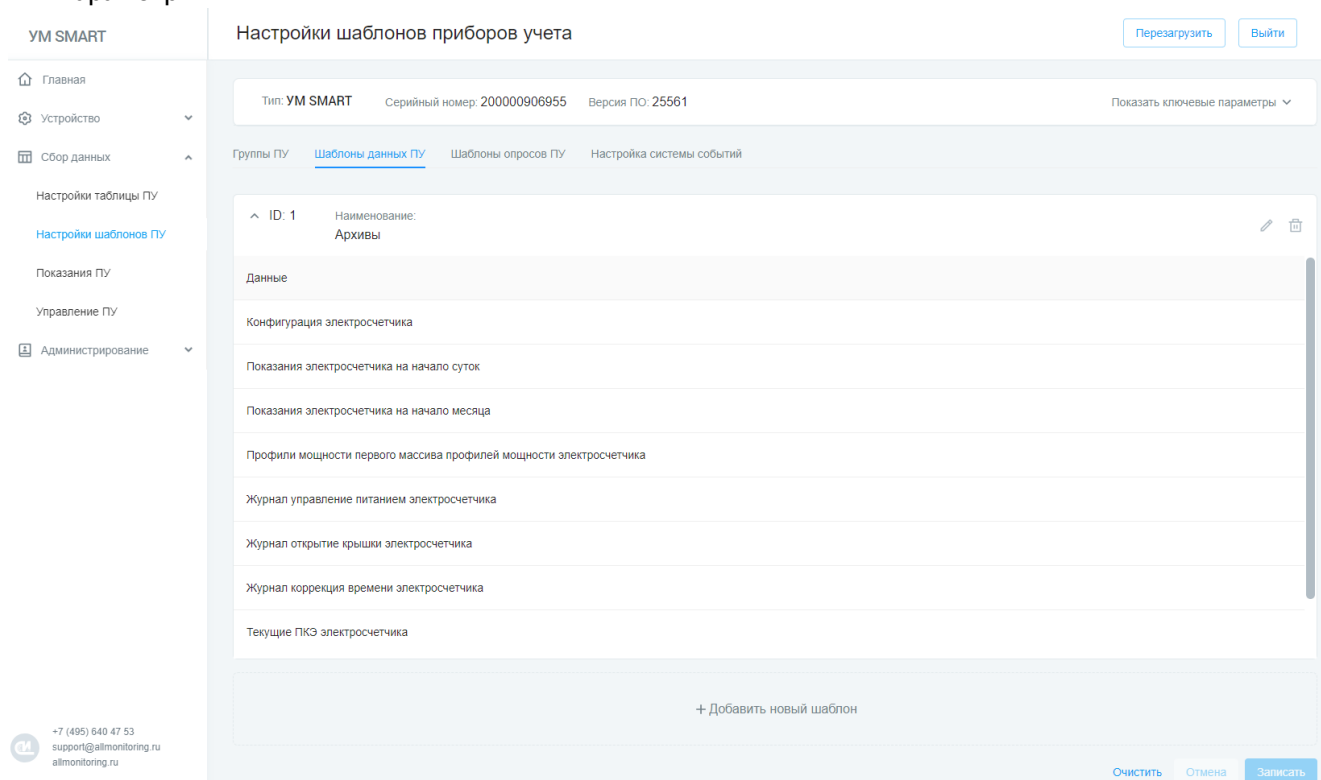 УМ SMART
Настройки шаблонов приборов учета
Перезагрузить
Выйти
Главная
Устройство
Сбор данных
Настройки таблицы ПУ
Настройки шаблонов ПУ
Показания ПУ
Управление ПУ
Администрирование
Тип: УМ SMART
Серийный номер: 200000906955
Версия ПО: 25561
Показать ключевые параметры
Группы ПУ
Шаблоны данных ПУ
Шаблоны опросов ПУ
Настройка системы событий
ID: 1
Наименование:
Архивы
Данные
Конфигурация электросчетчика
Показания электросчетчика на начало суток
Показания электросчетчика на начало месяца
Профили мощности первого массива профилей мощности электросчетчика
Журнал управление питанием электросчетчика
Журнал открытие крышки электросчетчика
Журнал коррекция времени электросчетчика
Текущие ПКЭ электросчетчика
+ Добавить новый шаблон
+7 (495) 640 47 53
support@allmonitoring.ru
allmonitoring.ru
Очистить
Отмена
Записать